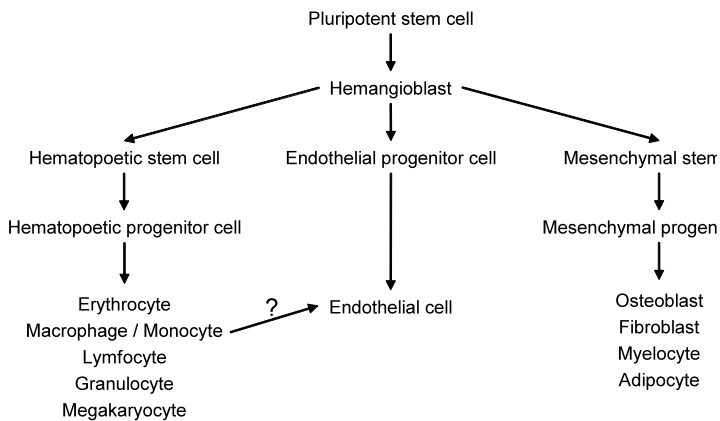 Pluripotent stem cell
Hemangioblast
Hematopoetic stem cell
Endothelial progenitor cell
Mesenchymal stem
Hematopoetic progenitor cell
Mesenchymal progen
Erythrocyte
Macrophage / Monocyte
Lymfocyte
Granulocyte
Megakaryocyte
?
Endothelial cell
Osteoblast
Fibroblast
Myelocyte
Adipocyte